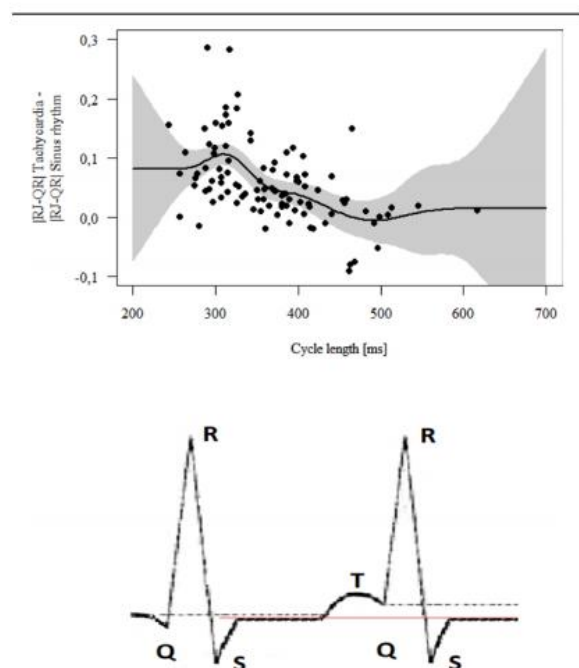 0,3
0,2
0,1
0,0
-0,1
|RJ-QR| Tachycardia -
|RJ-QR| Sinus rhythm
200 300 400 500 600 700
Cycle length [ms]
R R
T
Q S Q S